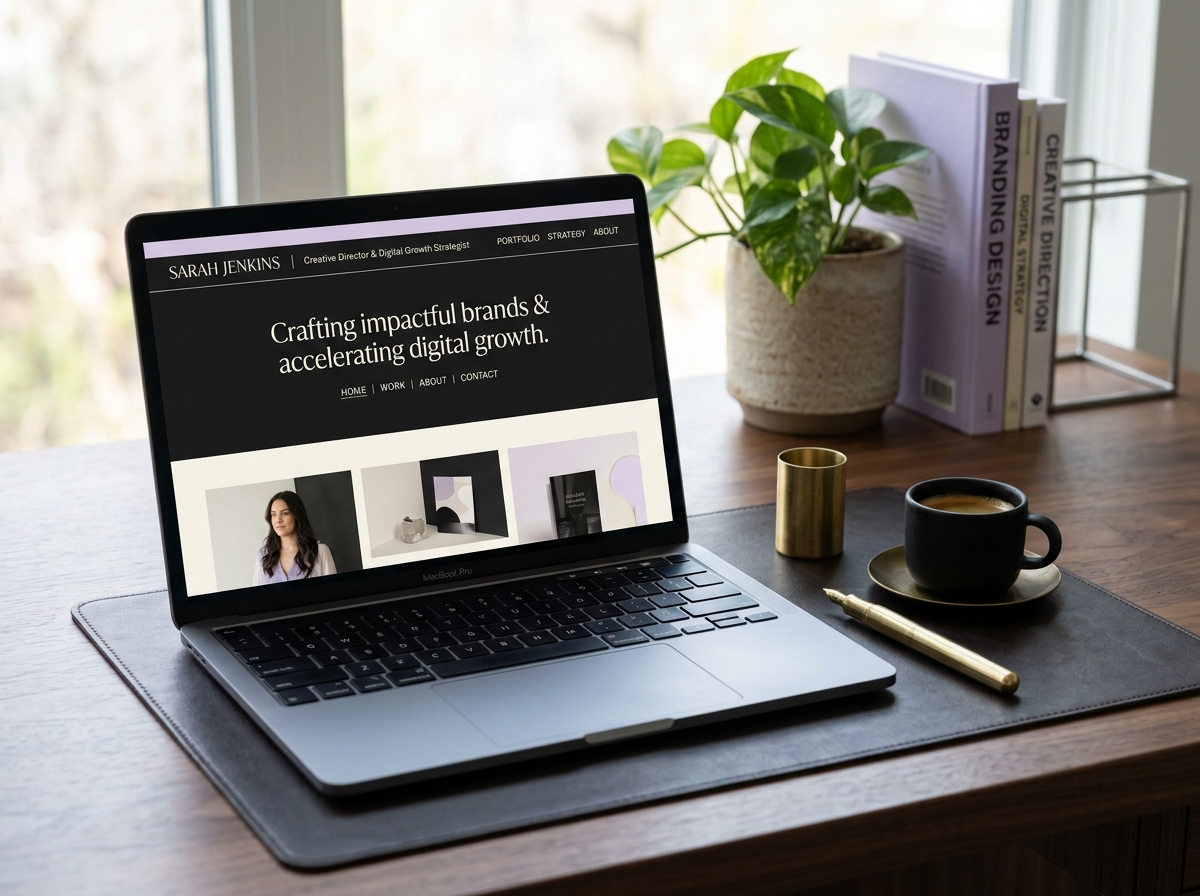 SARAH JENKINS | Creative Director & Digital Growth Strategist
PORTFOLIO STRATEGY ABOUT
Crafting impactful brands &
accelerating digital growth.
HOME | WORK | ABOUT | CONTACT
MacBook Pro
BRANDING DESIGN
DIGITAL STRATEGY
CREATIVE DIRECTION